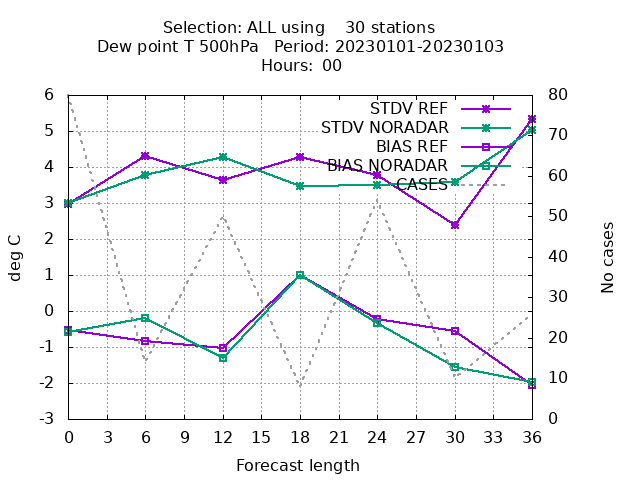 Selection: ALL using    30 stations
Dew point T 500hPa   Period: 20230101-20230103
Hours: 00
STDV REF
STDV NORADAR
BIAS REF
BIAS NORADAR
CASES
6
5
4
3
2
1
0
-1
-2
-3
80
70
60
50
40
30
20
10
0
deg C
No cases
0 3 6 9 12 15 18 21 24 27 30 33 36
Forecast length